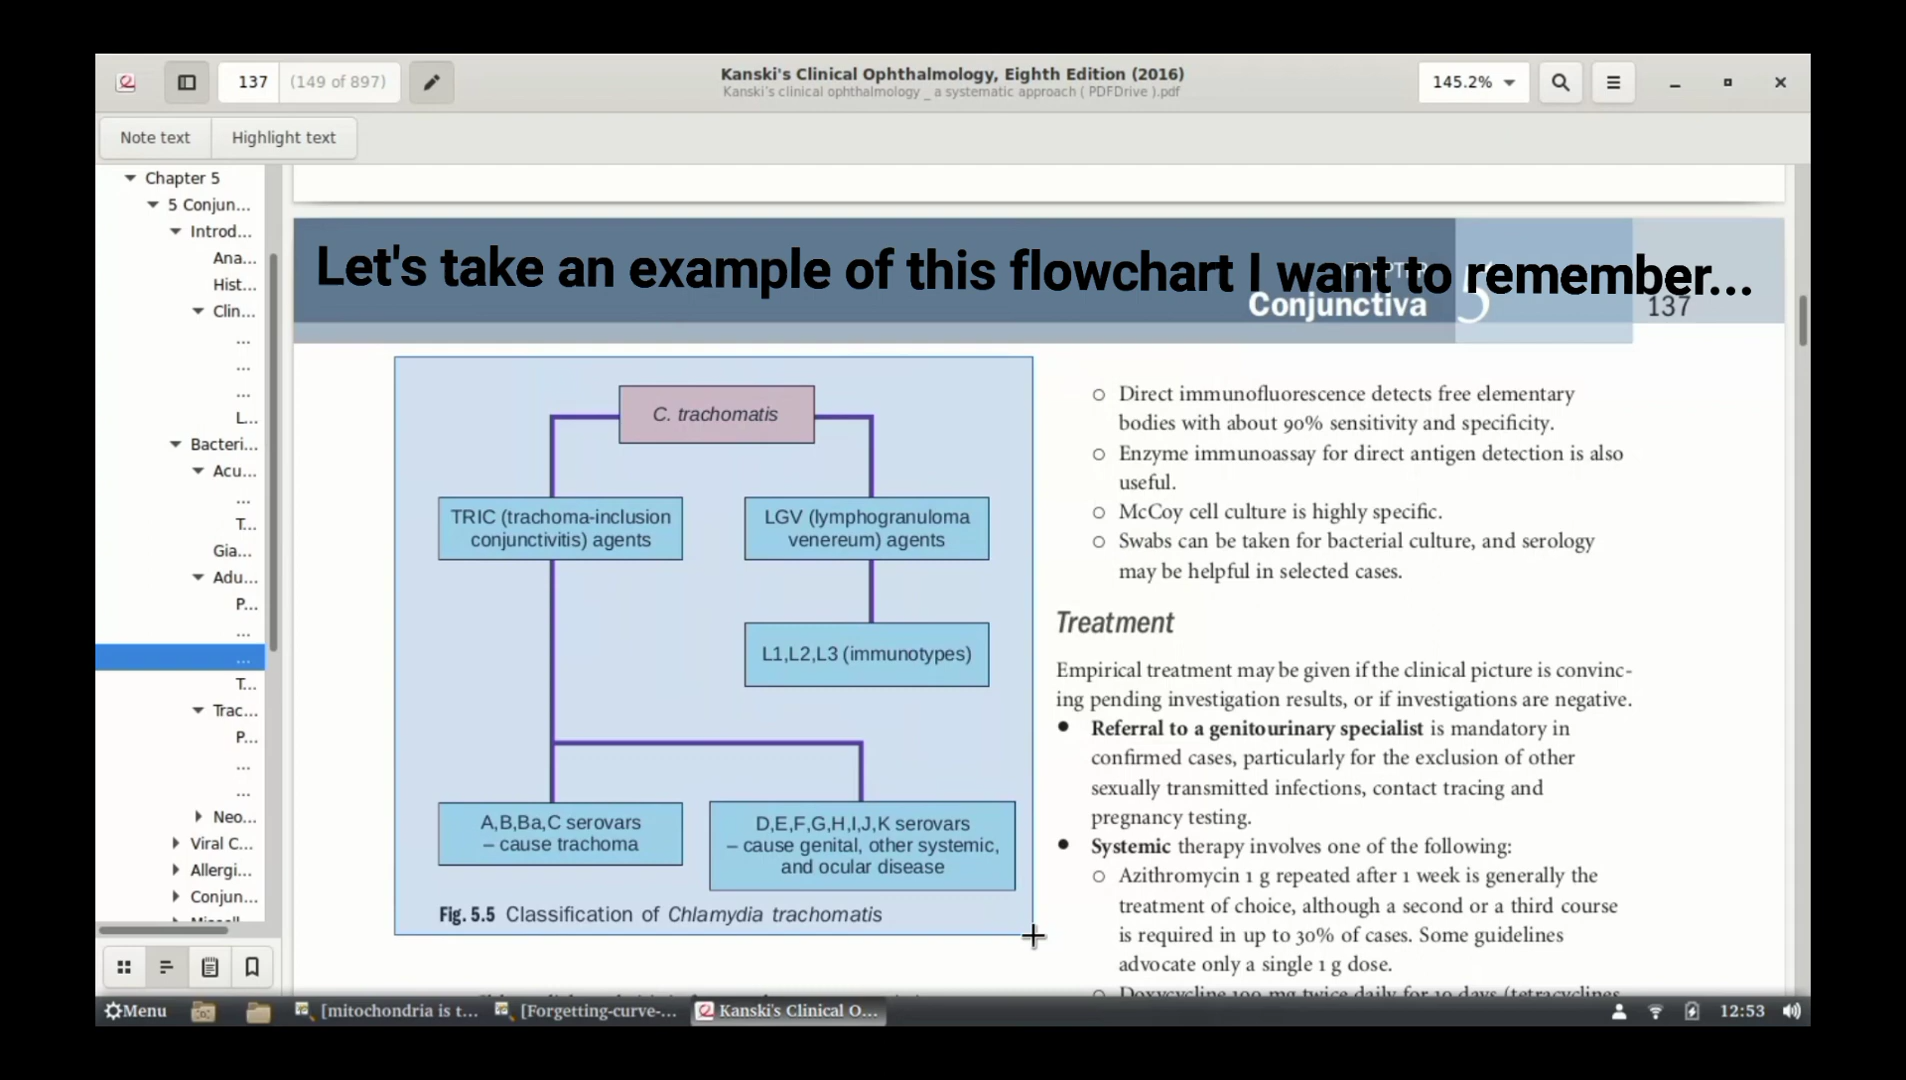 137 (149 of 897)
Kanski's Clinical Ophthalmology, Eighth Edition (2016)
Kanski's clinical ophthalmology _ a systematic approach ( PDFDrive ).pdf
145.2%
Note text
Highlight text
Chapter 5
5 Conjun...
Introd...
Ana...
Hist...
Clin...
...
...
...
L...
Bacteri...
Acu...
...
T...
Gia...
Adu...
P...
...
...
T...
Trac...
P...
...
...
Neo...
Viral C...
Allergi...
Conjun...
Let's take an example of this flowchart I want to remember...
CHAPTER
Conjunctiva 5 137
C. trachomatis
TRIC (trachoma-inclusion
conjunctivitis) agents
LGV (lymphogranuloma
venereum) agents
L1,L2,L3 (immunotypes)
A,B,Ba,C serovars
– cause trachoma
D,E,F,G,H,I,J,K serovars
– cause genital, other systemic,
and ocular disease
Fig. 5.5 Classification of Chlamydia trachomatis
○ Direct immunofluorescence detects free elementary
bodies with about 90% sensitivity and specificity.
○ Enzyme immunoassay for direct antigen detection is also
useful.
○ McCoy cell culture is highly specific.
○ Swabs can be taken for bacterial culture, and serology
may be helpful in selected cases.
Treatment
Empirical treatment may be given if the clinical picture is convinc-
ing pending investigation results, or if investigations are negative.
● Referral to a genitourinary specialist is mandatory in
confirmed cases, particularly for the exclusion of other
sexually transmitted infections, contact tracing and
pregnancy testing.
● Systemic therapy involves one of the following:
○ Azithromycin 1 g repeated after 1 week is generally the
treatment of choice, although a second or a third course
is required in up to 30% of cases. Some guidelines
advocate only a single 1 g dose.
○ Doxycycline 100 mg twice daily for 10 days (tetracyclines
Menu
[mitochondria is t...
[Forgetting-curve-...
Kanski's Clinical O...
12:53